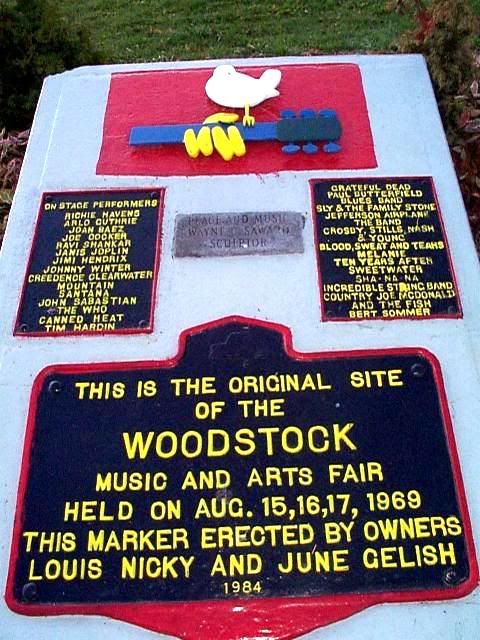 ON STAGE PERFORMERS
RICHIE HAVENS
ARLO GUTHRIE
JOAN BAEZ
JOE COCKER
RAVI SHANKAR
JANIS JOPLIN
JIMI HENDRIX
JOHNNY WINTER
CREEDENCE CLEARWATER
MOUNTAIN
SANTANA
JOHN SABASTIAN
THE WHO
CANNED HEAT
TIM HARDIN
PEACE AND MUSIC
WAYNE C. SAWARD
SCULPTOR
GRATEFUL DEAD
PAUL BUTTERFIELD
BLUES BAND
SLY & THE FAMILY STONE
JEFFERSON AIRPLANE
THE BAND
CROSBY, STILLS, NASH
& YOUNG
BLOOD, SWEAT AND TEARS
MELANIE
TEN YEARS AFTER
SWEETWATER
SHA-NA-NA
INCREDIBLE STRING BAND
COUNTRY JOE MCDONALD
AND THE FISH
BERT SOMMER
THIS IS THE ORIGINAL SITE
OF THE
WOODSTOCK
MUSIC AND ARTS FAIR
HELD ON AUG. 15,16,17, 1969
THIS MARKER ERECTED BY OWNERS
LOUIS NICKY AND JUNE GELISH
1984